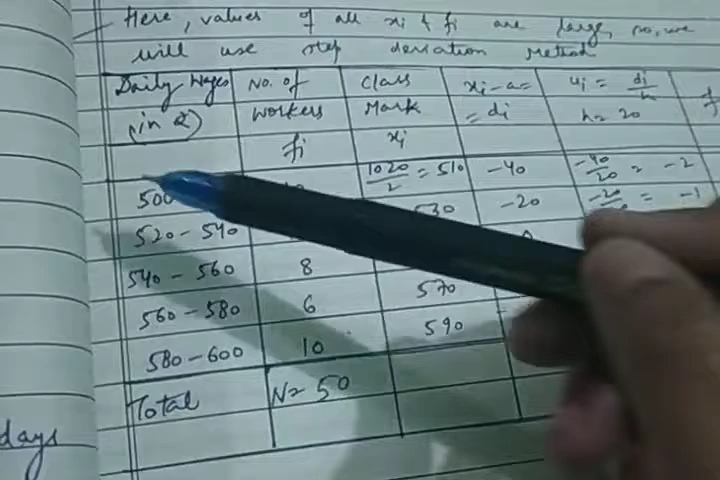 Here, values of all xi & fi are large, so, we
will use step deviation Method
Daily Wages No. of Class xi - a = ui = di/h
(in ₹) Workers Mark = di h = 20
fi xi
500 1020/2 = 510 -40 -40/20 = -2
520 - 540 530 -20 -20/ = -1
540 - 560 8
560 - 580 6 570
580 - 600 10 590
Total N = 50
days